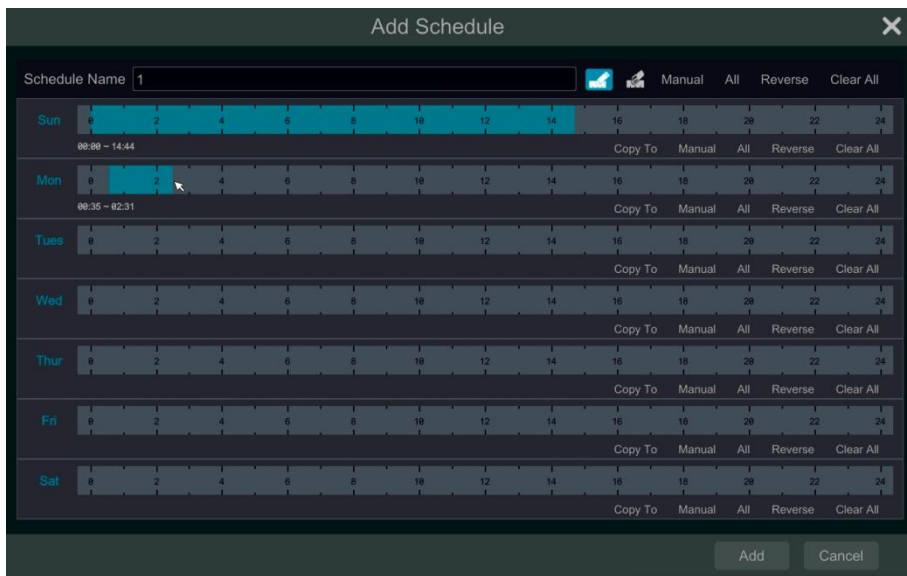 Add Schedule
Schedule Name 1 Manual All Reverse Clear All
Sun 0 2 4 6 8 10 12 14 16 18 20 22 24
00:00 ~ 14:44 Copy To Manual All Reverse Clear All
Mon 0 2 4 6 8 10 12 14 16 18 20 22 24
00:35 ~ 02:31 Copy To Manual All Reverse Clear All
Tues 0 2 4 6 8 10 12 14 16 18 20 22 24
Copy To Manual All Reverse Clear All
Wed 0 2 4 6 8 10 12 14 16 18 20 22 24
Copy To Manual All Reverse Clear All
Thur 0 2 4 6 8 10 12 14 16 18 20 22 24
Copy To Manual All Reverse Clear All
Fri 0 2 4 6 8 10 12 14 16 18 20 22 24
Copy To Manual All Reverse Clear All
Sat 0 2 4 6 8 10 12 14 16 18 20 22 24
Copy To Manual All Reverse Clear All
Add Cancel